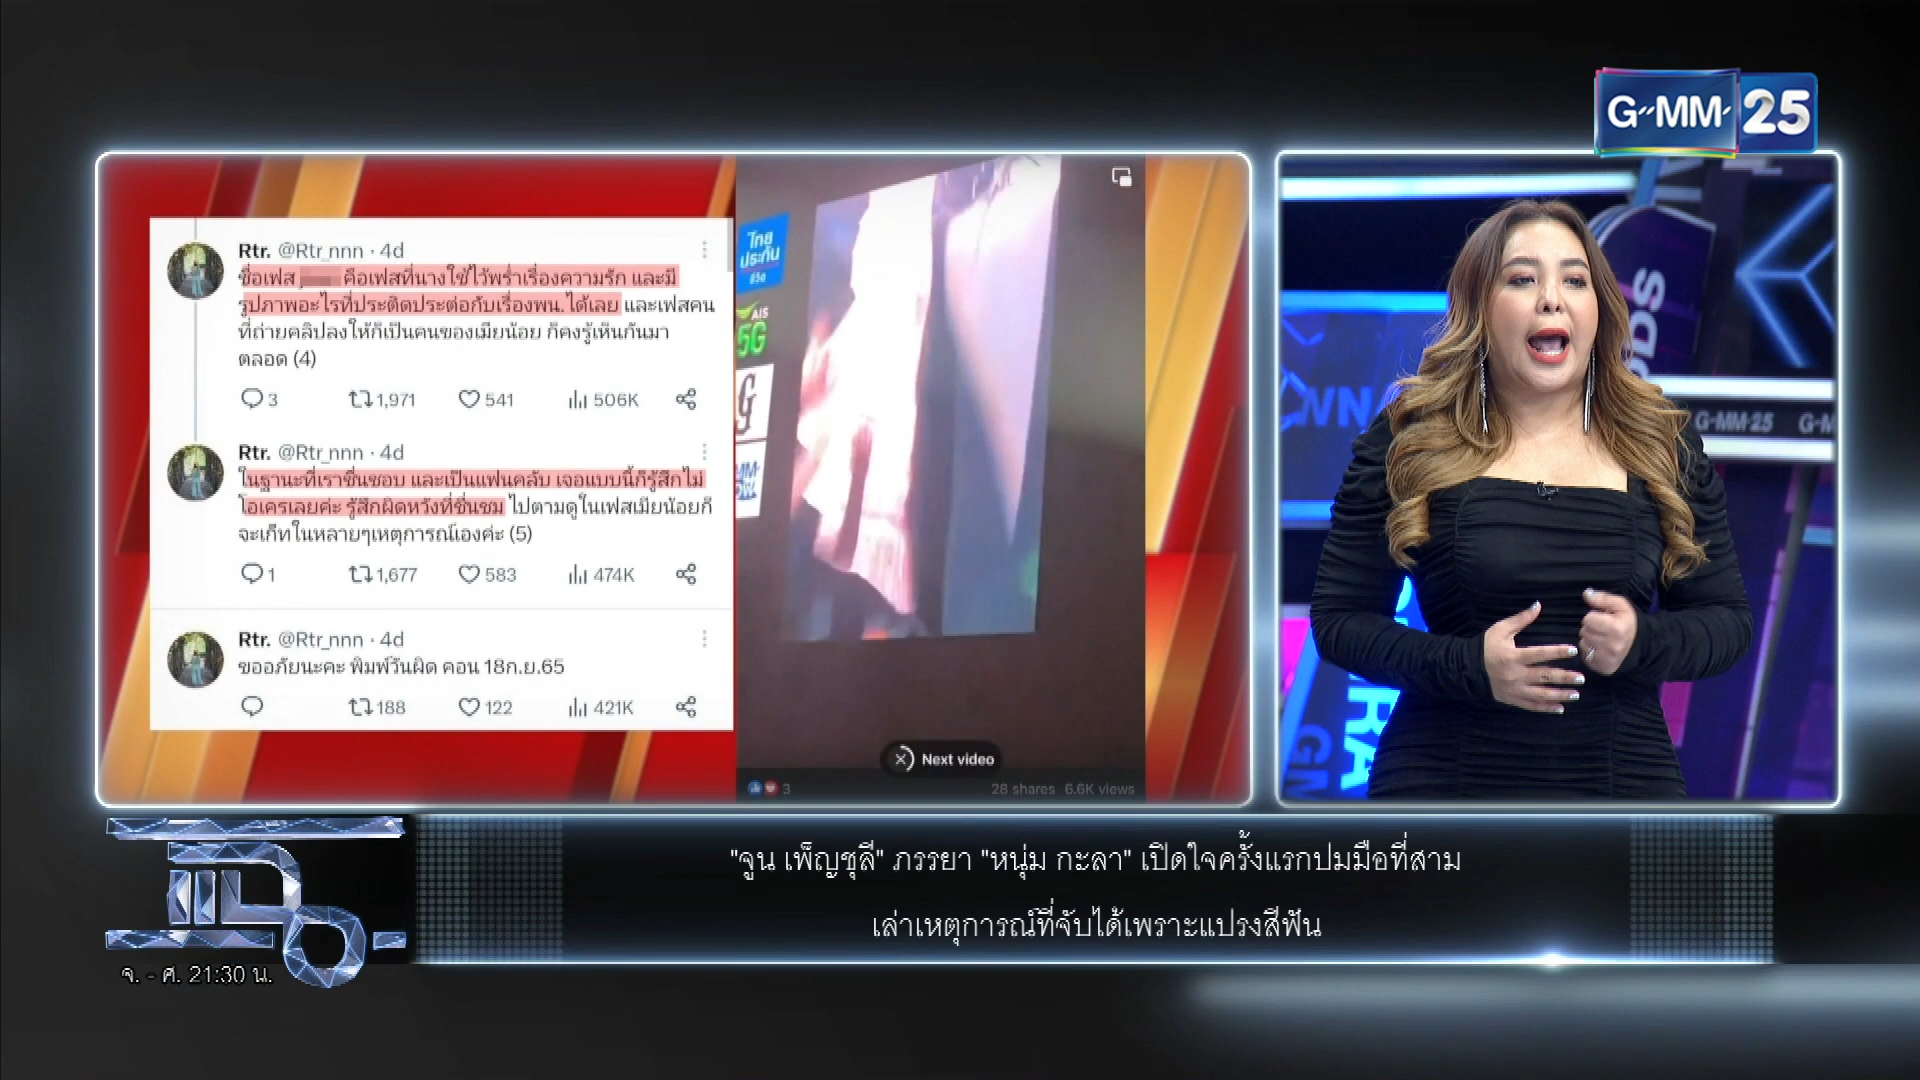 G-MM 25
Rtr. @Rtr_nnn · 4d
ชื่อเฟส คือเฟสที่นางใช้ไว้พร่ำเรื่องความรัก และมี
รูปภาพอะไรที่ประติดประต่อกับเรื่องพน.ได้เลย และเฟสคน
ที่ถ่ายคลิปลงให้ก็เป็นคนของเมียน้อย ก็คงรู้เห็นกันมา
ตลอด (4)
3 1,971 541 506K
Rtr. @Rtr_nnn · 4d
ในฐานะที่เราชื่นชอบ และเป็นแฟนคลับ เจอแบบนี้ก็รู้สึกไม่
โอเครเลยค่ะ รู้สึกผิดหวังที่ชื่นชม ไปตามดูในเฟสเมียน้อยก็
จะเก็ทในหลายๆเหตุการณ์เองค่ะ (5)
1 1,677 583 474K
Rtr. @Rtr_nnn · 4d
ขออภัยนะคะ พิมพ์วันผิด คอน 18ก.ย.65
188 122 421K
ไทย
ประกัน
ชีวิต
AIS
5G
Next video
3 28 shares 6.6K views
G-MM-25
"จูน เพ็ญชุลี" ภรรยา "หนุ่ม กะลา" เปิดใจครั้งแรกปมมือที่สาม
เล่าเหตุการณ์ที่จับได้เพราะแปรงสีฟัน
แฉ
จ. - ศ. 21:30 น.